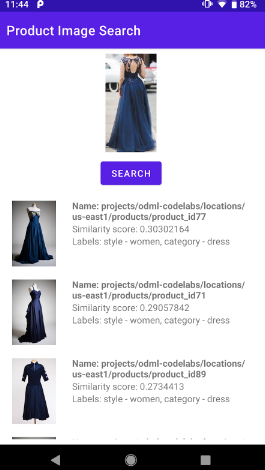 11:44
82%
Product Image Search
SEARCH
Name: projects/odml-codelabs/locations/
us-east1/products/product_id77
Similarity score: 0.30302164
Labels: style - women, category - dress
Name: projects/odml-codelabs/locations/
us-east1/products/product_id71
Similarity score: 0.29057842
Labels: style - women, category - dress
Name: projects/odml-codelabs/locations/
us-east1/products/product_id89
Similarity score: 0.2734413
Labels: style - women, category - dress